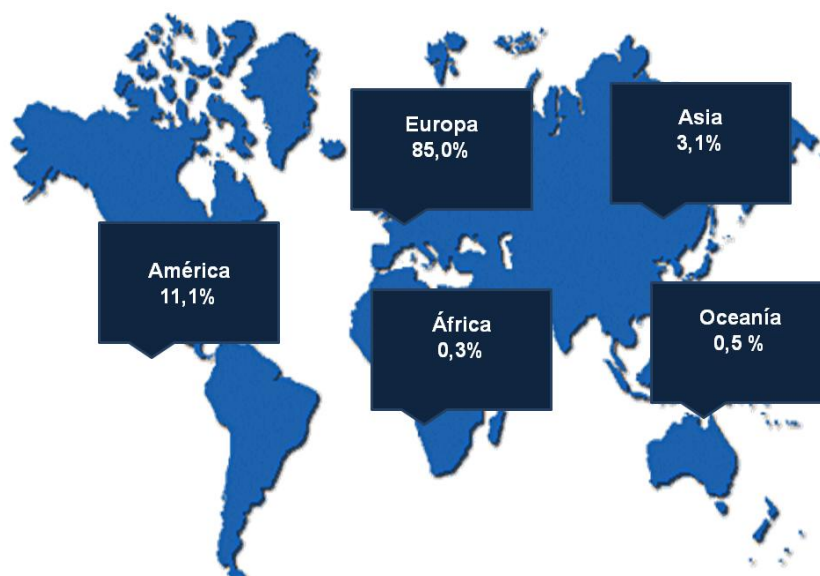 Europa
85,0%
Asia
3,1%
América
11,1%
África
0,3%
Oceanía
0,5 %